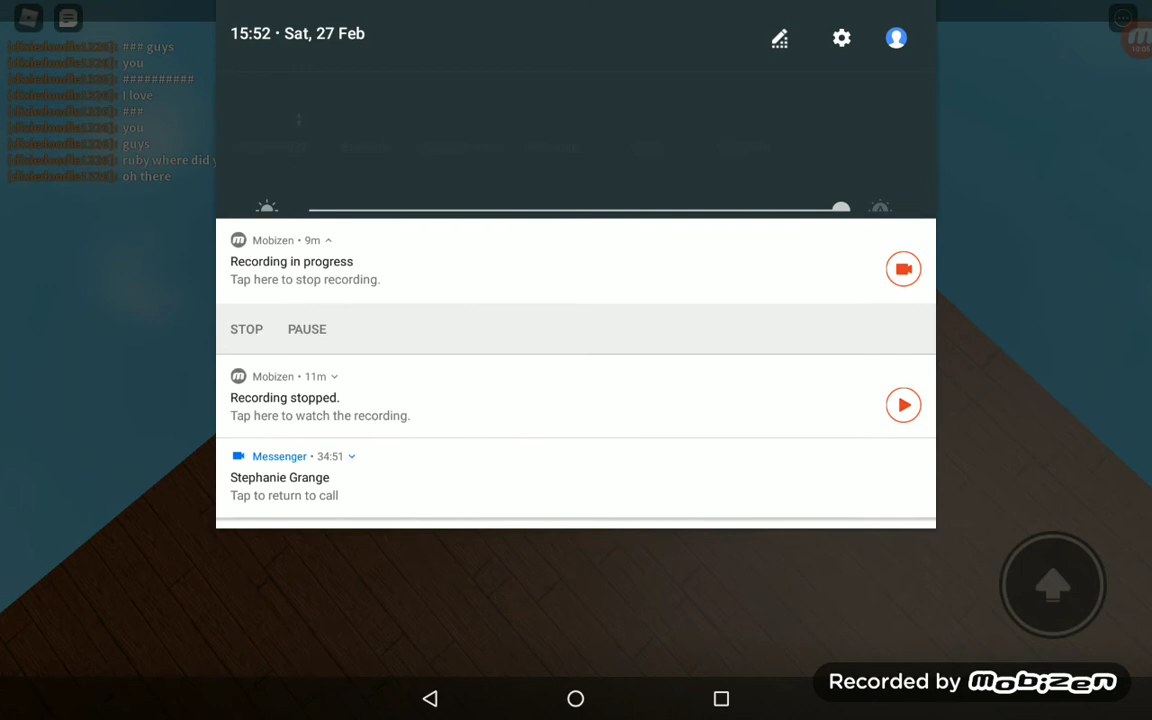 15:52 · Sat, 27 Feb
### guys
you
##########
I love
###
you
guys
ruby where did
oh there
10:05
Mobizen · 9m
Recording in progress
Tap here to stop recording.
STOP PAUSE
Mobizen · 11m
Recording stopped.
Tap here to watch the recording.
Messenger · 34:51
Stephanie Grange
Tap to return to call
Recorded by mobizen